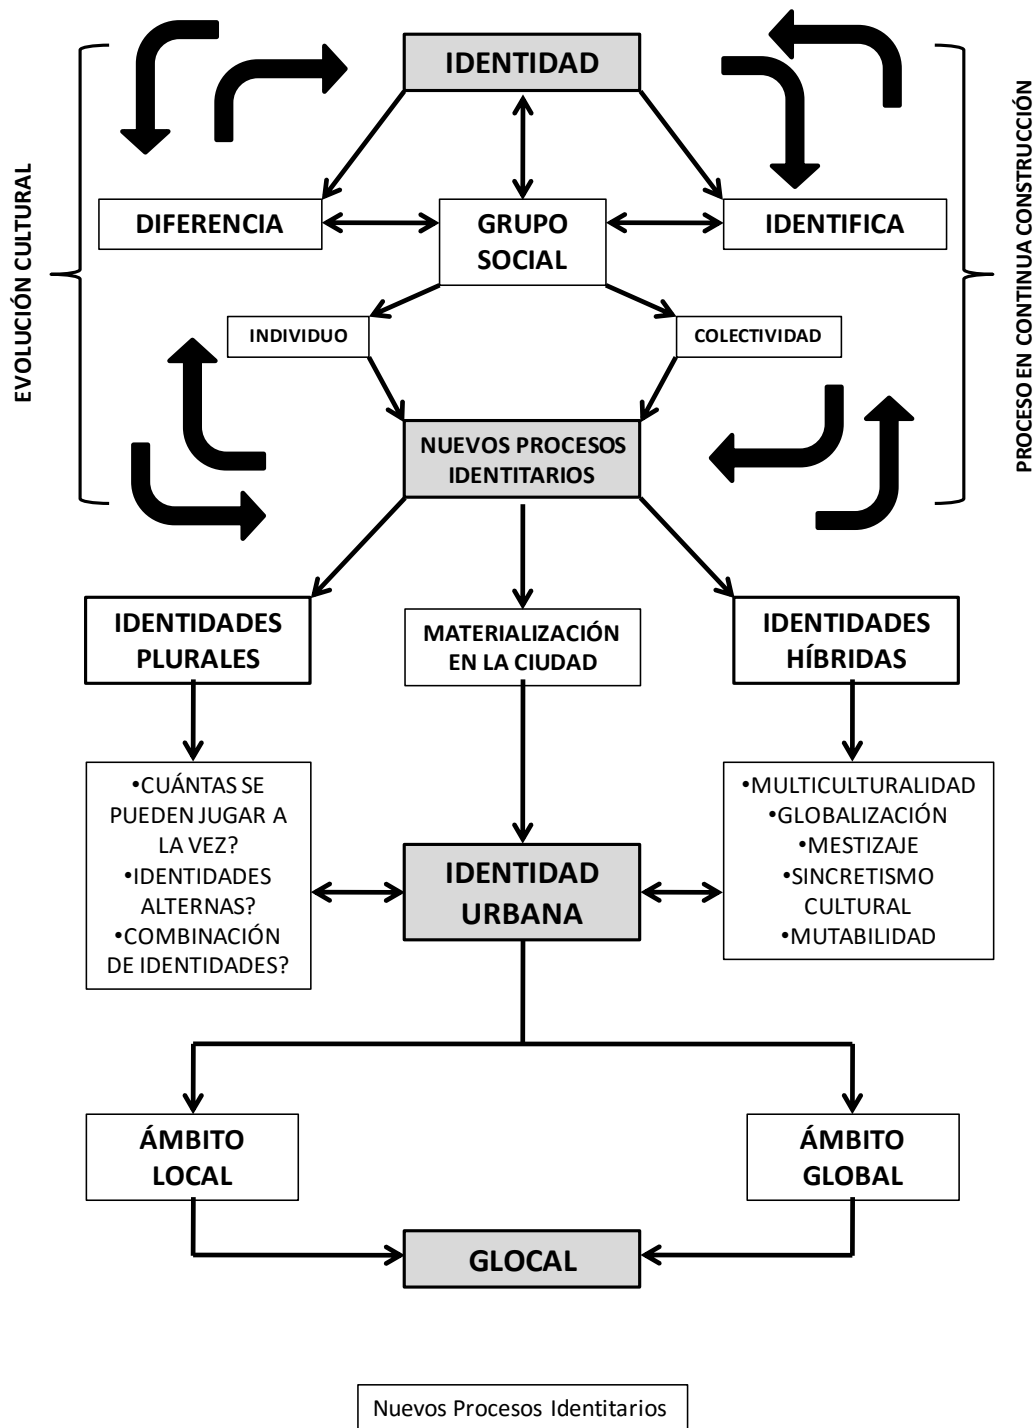 IDENTIDAD
EVOLUCIÓN CULTURAL
PROCESO EN CONTINUA CONSTRUCCIÓN
DIFERENCIA
GRUPO
SOCIAL
IDENTIFICA
INDIVIDUO
COLECTIVIDAD
NUEVOS PROCESOS
IDENTITARIOS
IDENTIDADES
PLURALES
MATERIALIZACIÓN
EN LA CIUDAD
IDENTIDADES
HÍBRIDAS
•CUÁNTAS SE
PUEDEN JUGAR A
LA VEZ?
•IDENTIDADES
ALTERNAS?
•COMBINACIÓN
DE IDENTIDADES?
IDENTIDAD
URBANA
•MULTICULTURALIDAD
•GLOBALIZACIÓN
•MESTIZAJE
•SINCRETISMO
CULTURAL
•MUTABILIDAD
ÁMBITO
LOCAL
ÁMBITO
GLOBAL
GLOCAL
Nuevos Procesos Identitarios